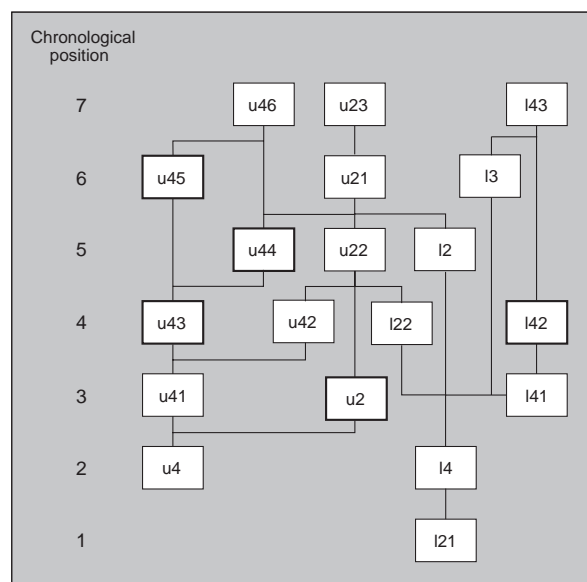 Chronological
position
7 u46 u23 l43
6 u45 u21 l3
5 u44 u22 l2
4 u43 u42 l22 l42
3 u41 u2 l41
2 u4 l4
1 l21